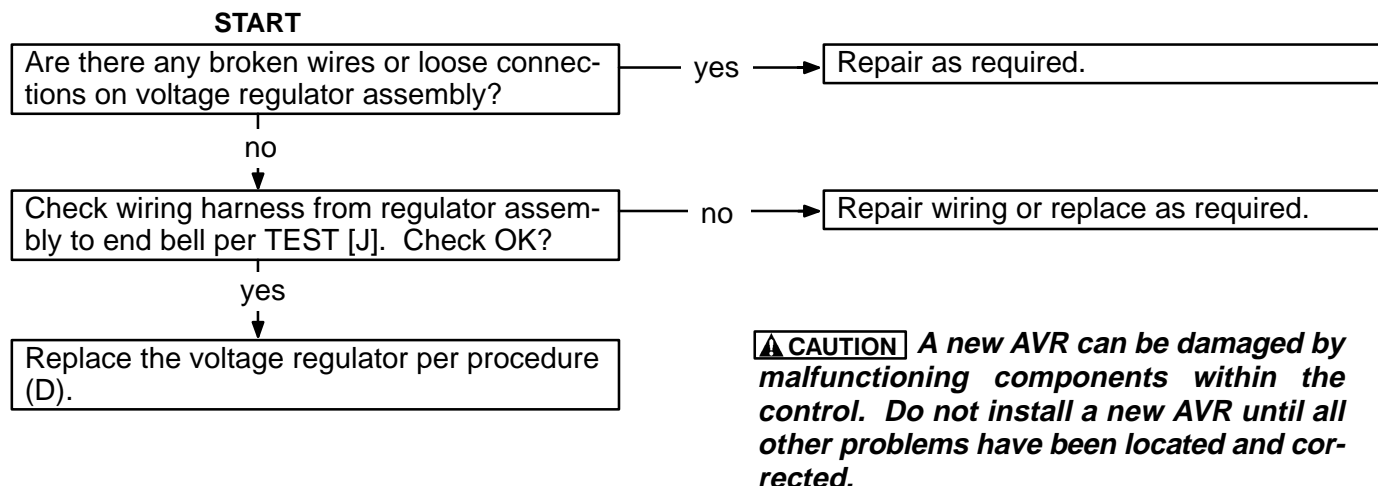 START
Are there any broken wires or loose connec-
tions on voltage regulator assembly?
yes
Repair as required.
no
Check wiring harness from regulator assem-
bly to end bell per TEST [J].  Check OK?
no
Repair wiring or replace as required.
yes
Replace the voltage regulator per procedure
(D).
CAUTION A new AVR can be damaged by
malfunctioning components within the
control.  Do not install a new AVR until all
other problems have been located and cor-
rected.